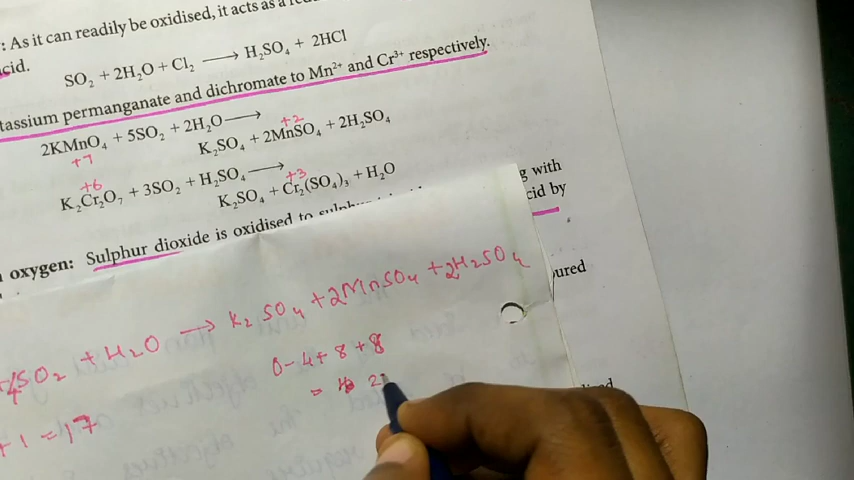 : As it can readily be oxidised, it acts as a
cid.
SO₂ + 2H₂O + Cl₂ ⟶ H₂SO₄ + 2HCl
tassium permanganate and dichromate to Mn²⁺ and Cr³⁺ respectively.
2KMnO₄ + 5SO₂ + 2H₂O ⟶
+7
+2
K₂SO₄ + 2MnSO₄ + 2H₂SO₄
+6
K₂Cr₂O₇ + 3SO₂ + H₂SO₄ ⟶
+3
K₂SO₄ + Cr₂(SO₄)₃ + H₂O
g with
cid by
oxygen: Sulphur dioxide is oxidised to
oured
SO₂ + H₂O → K₂SO₄ + 2MnSO₄ + 2H₂SO₄
0-4+8+8
+1 = 17